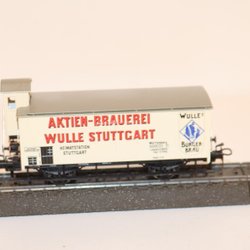 AKTIEN-BRAUEREI
WULLE STUTTGART
HEIMATSTATION
STUTTGART
WULLE
BÜRGER
BRÄU